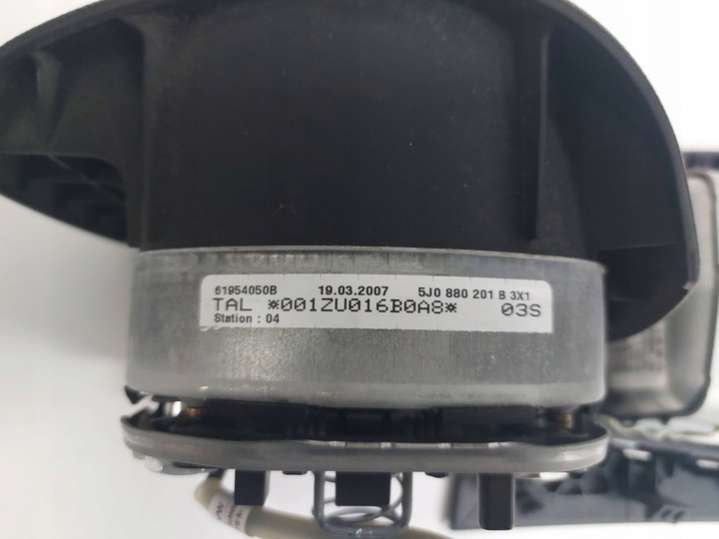 61954050B 19.03.2007 5J0 880 201 B 3X1
TAL *001ZU016B0A8* 03S
Station : 04